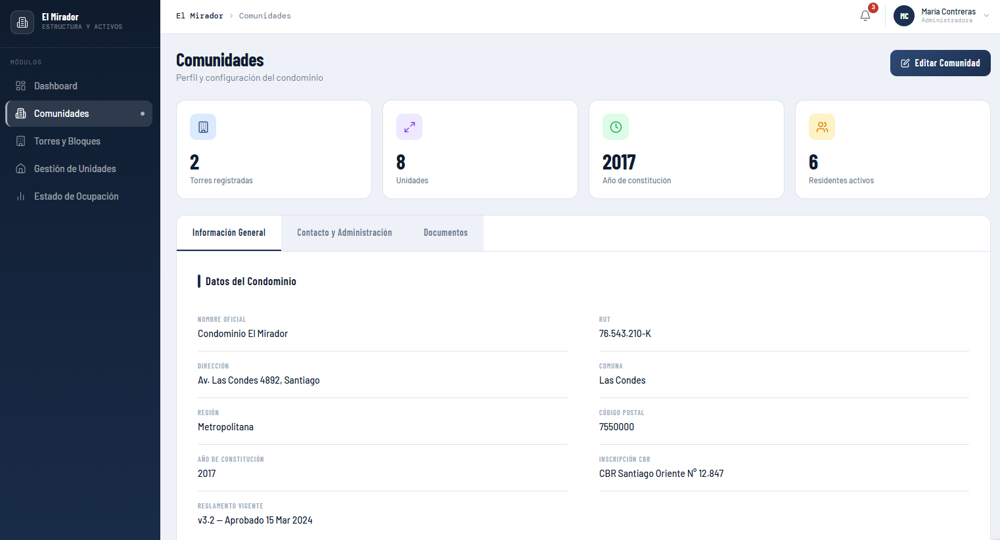 El Mirador
ESTRUCTURA Y ACTIVOS
MÓDULOS
Dashboard
Comunidades
Torres y Bloques
Gestión de Unidades
Estado de Ocupación
El Mirador > Comunidades
3
MC
María Contreras
Administradora
Comunidades
Perfil y configuración del condominio
Editar Comunidad
2
Torres registradas
8
Unidades
2017
Año de constitución
6
Residentes activos
Información General
Contacto y Administración
Documentos
Datos del Condominio
NOMBRE OFICIAL
Condominio El Mirador
RUT
76.543.210-K
DIRECCIÓN
Av. Las Condes 4892, Santiago
COMUNA
Las Condes
REGIÓN
Metropolitana
CÓDIGO POSTAL
7550000
AÑO DE CONSTITUCIÓN
2017
INSCRIPCIÓN CBR
CBR Santiago Oriente N° 12.847
REGLAMENTO VIGENTE
v3.2 — Aprobado 15 Mar 2024